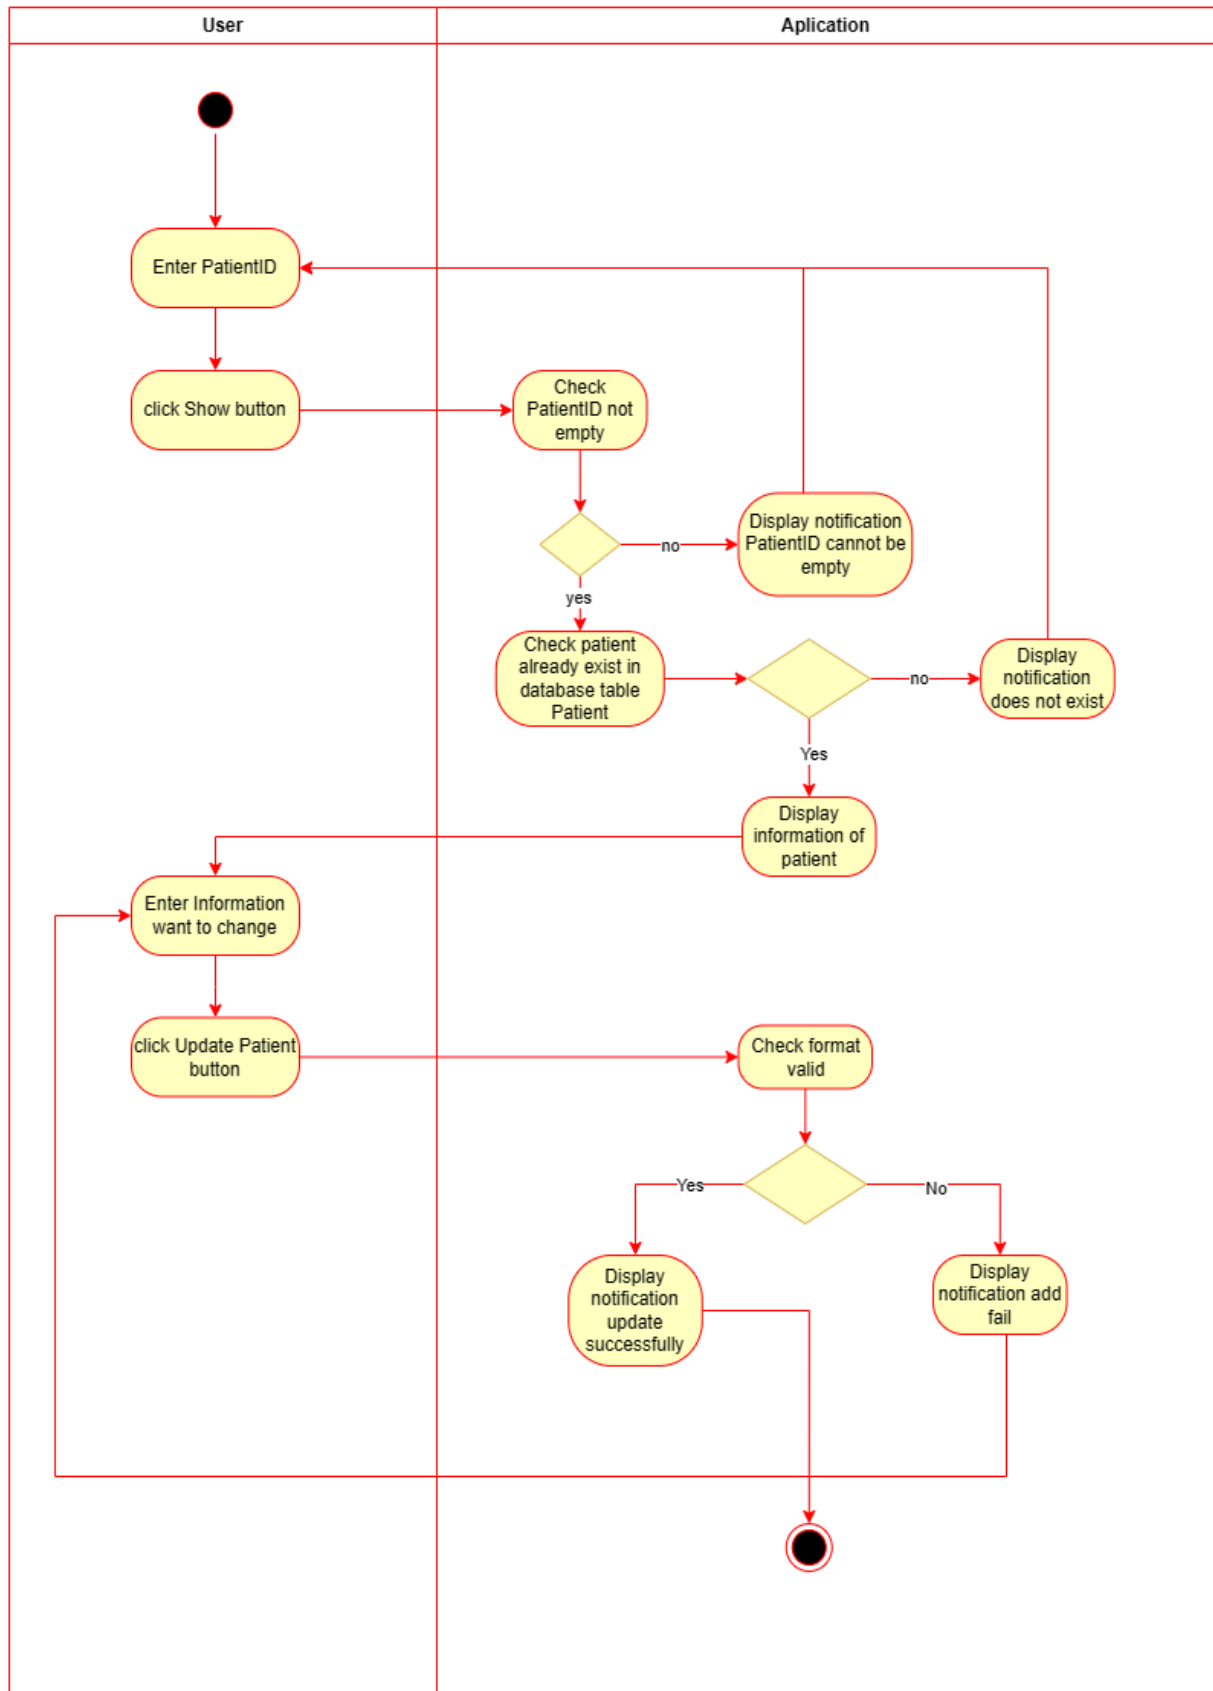 User
Aplication
Enter PatientID
click Show button
Check
PatientID not
empty
no
Display notification
PatientID cannot be
empty
yes
Check patient
already exist in
database table
Patient
no
Display
notification
does not exist
Yes
Display
information of
patient
Enter Information
want to change
click Update Patient
button
Check format
valid
Yes
No
Display
notification
update
successfully
Display
notification add
fail